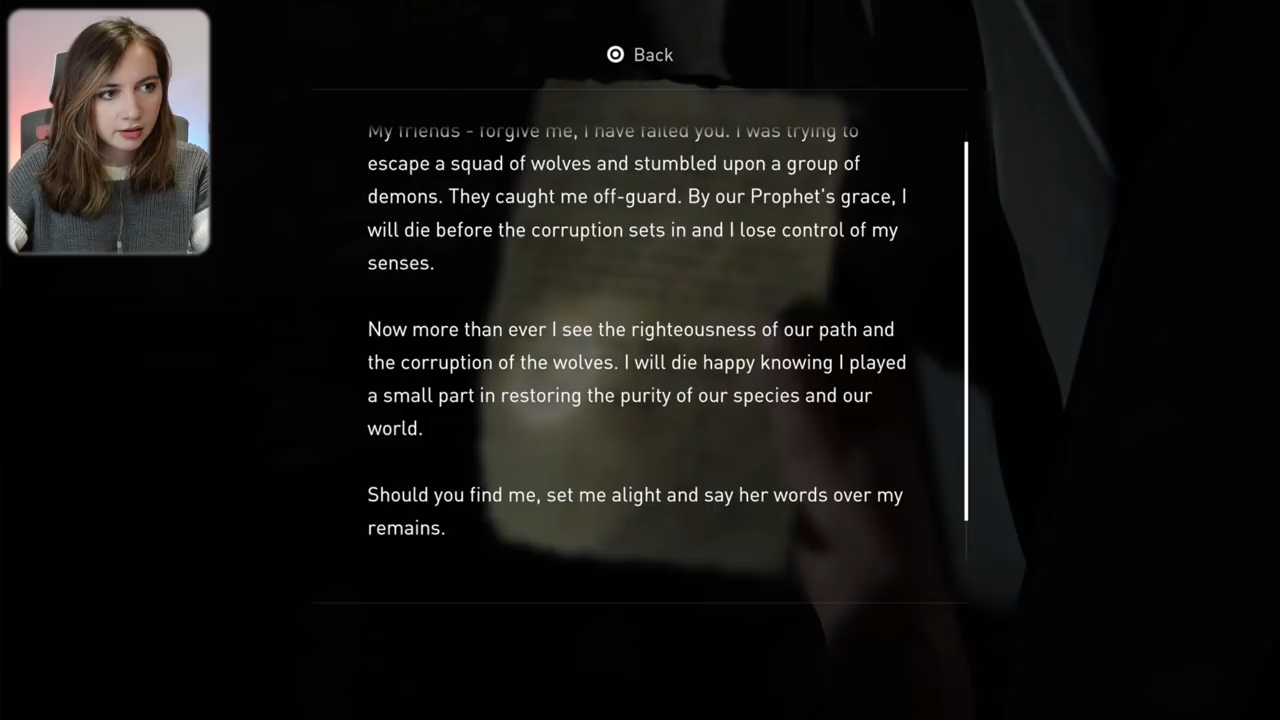 Back
My friends - forgive me, I have failed you. I was trying to
escape a squad of wolves and stumbled upon a group of
demons. They caught me off-guard. By our Prophet's grace, I
will die before the corruption sets in and I lose control of my
senses.
Now more than ever I see the righteousness of our path and
the corruption of the wolves. I will die happy knowing I played
a small part in restoring the purity of our species and our
world.
Should you find me, set me alight and say her words over my
remains.